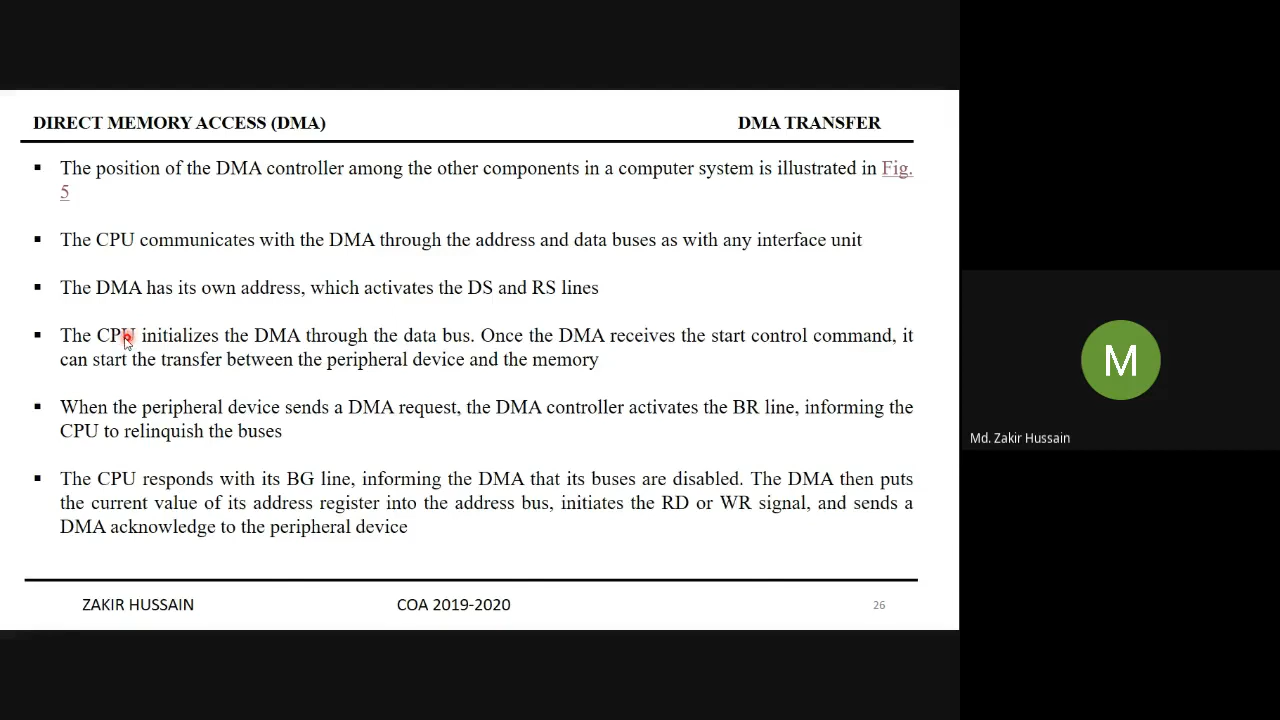 DIRECT MEMORY ACCESS (DMA) DMA TRANSFER
▪ The position of the DMA controller among the other components in a computer system is illustrated in Fig.
5
▪ The CPU communicates with the DMA through the address and data buses as with any interface unit
▪ The DMA has its own address, which activates the DS and RS lines
▪ The CPU initializes the DMA through the data bus. Once the DMA receives the start control command, it
can start the transfer between the peripheral device and the memory
▪ When the peripheral device sends a DMA request, the DMA controller activates the BR line, informing the
CPU to relinquish the buses
▪ The CPU responds with its BG line, informing the DMA that its buses are disabled. The DMA then puts
the current value of its address register into the address bus, initiates the RD or WR signal, and sends a
DMA acknowledge to the peripheral device
ZAKIR HUSSAIN COA 2019-2020 26
M
Md. Zakir Hussain